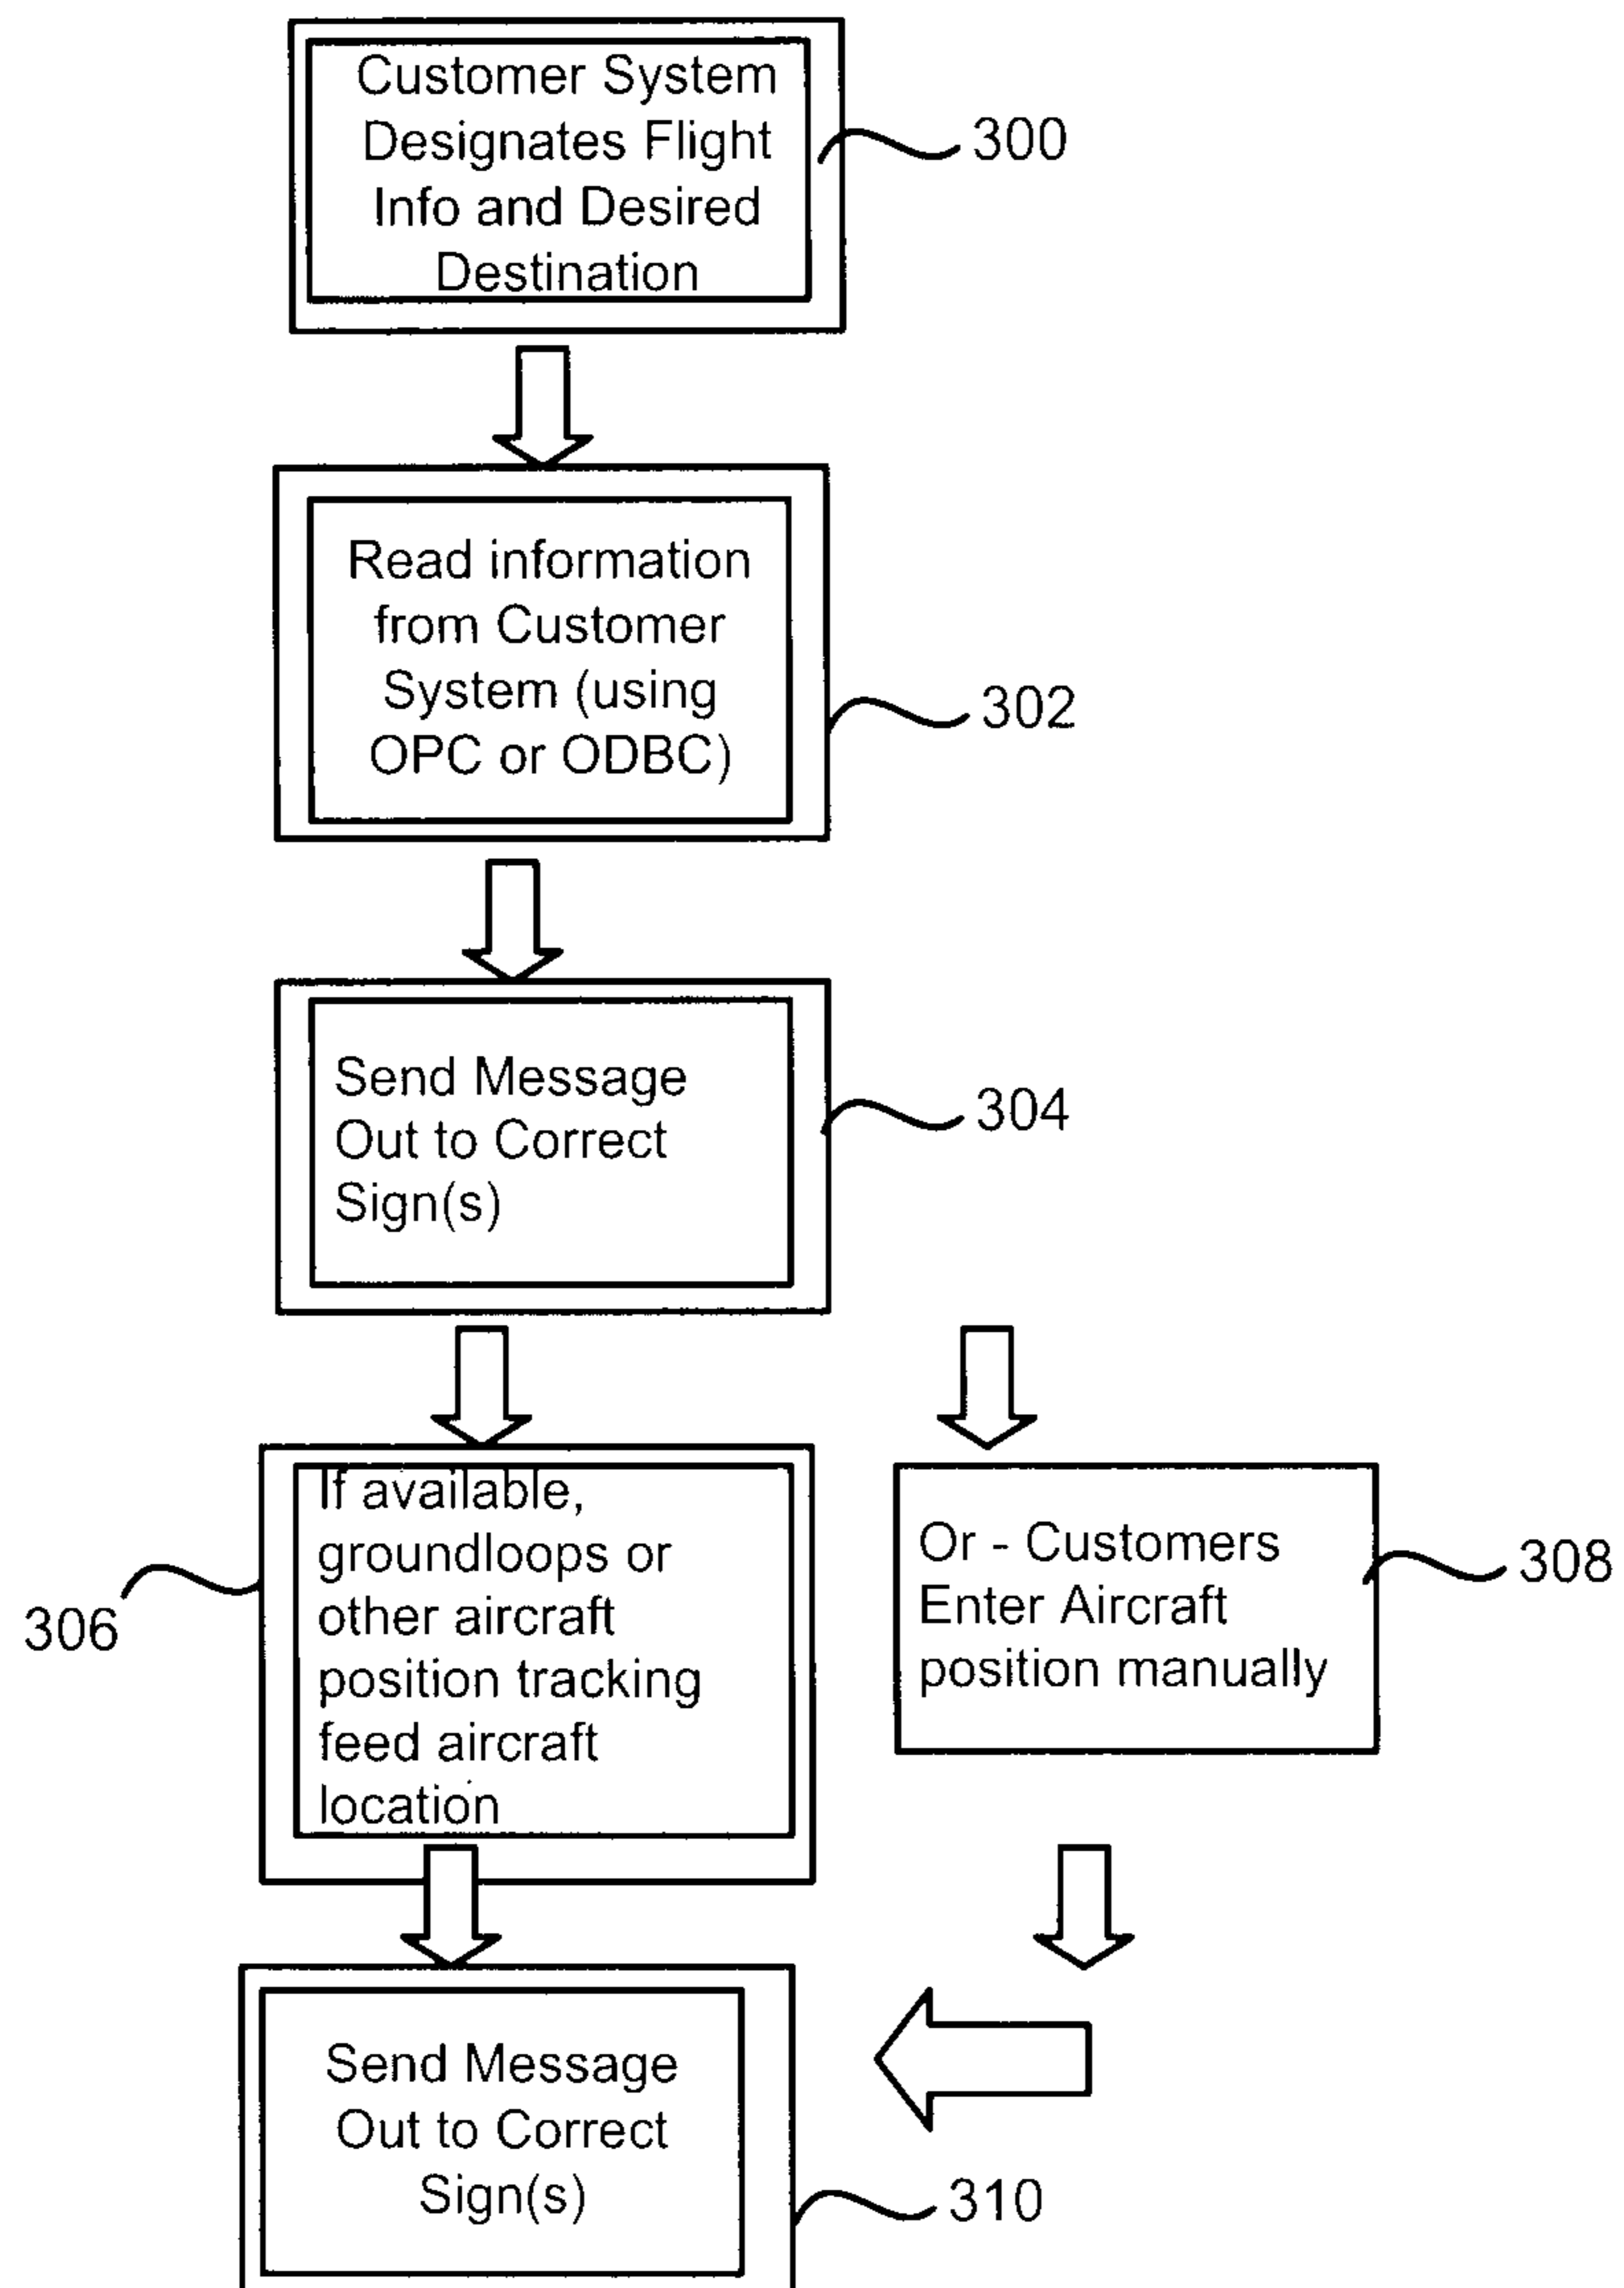 Customer System
Designates Flight
Info and Desired
Destination
300
Read information
from Customer
System (using
OPC or ODBC)
302
Send Message
Out to Correct
Sign(s)
304
If available,
groundloops or
other aircraft
position tracking
feed aircraft
location
306
Or - Customers
Enter Aircraft
position manually
308
Send Message
Out to Correct
Sign(s)
310